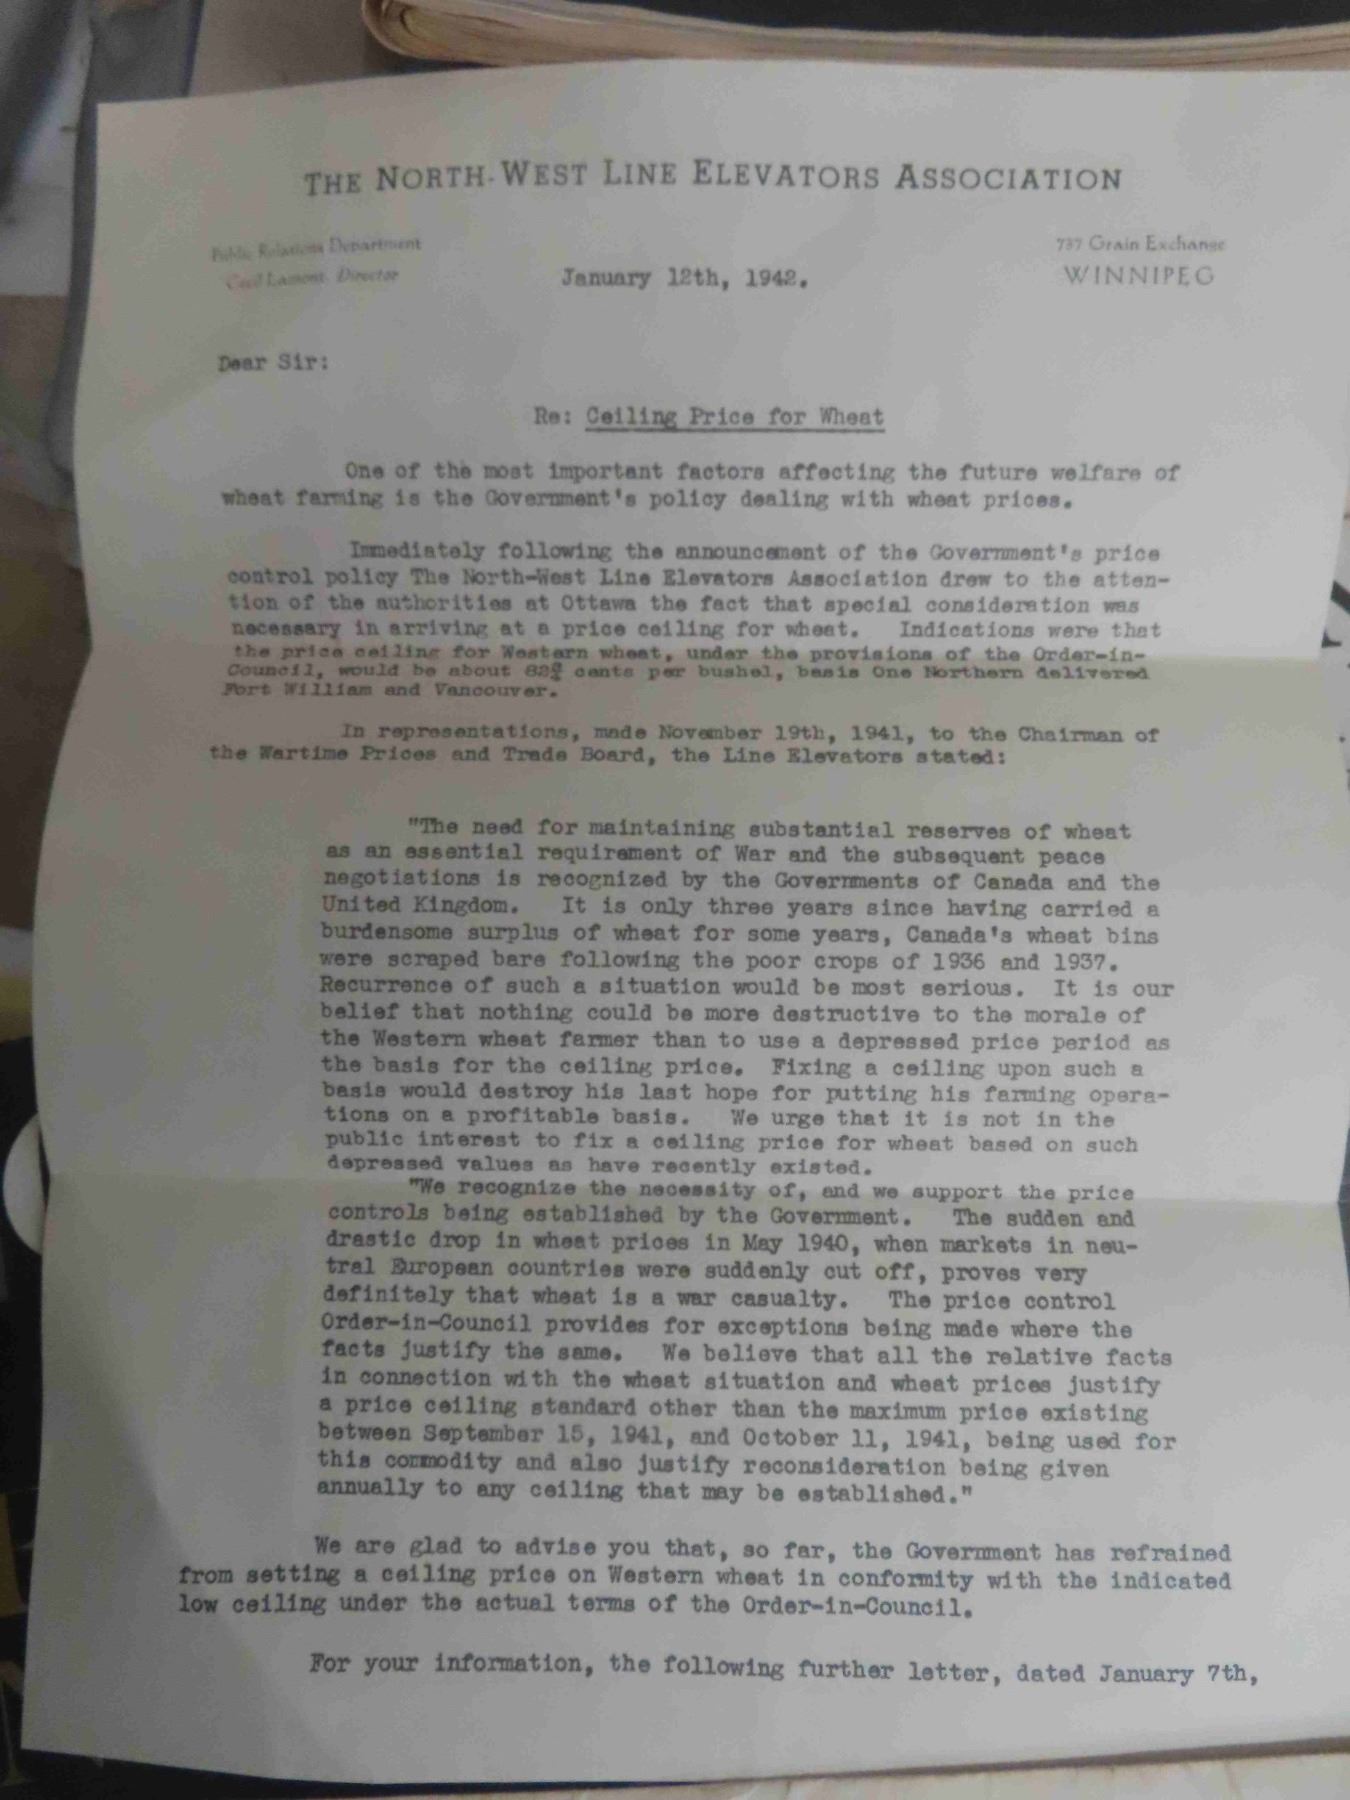 THE NORTH-WEST LINE ELEVATORS ASSOCIATION
Public Relations Department
Cecil Lamont, Director
737 Grain Exchange
WINNIPEG
January 12th, 1942.
Dear Sir:
Re: Ceiling Price for Wheat
One of the most important factors affecting the future welfare of
wheat farming is the Government's policy dealing with wheat prices.
Immediately following the announcement of the Government's price
control policy The North-West Line Elevators Association drew to the atten-
tion of the authorities at Ottawa the fact that special consideration was
necessary in arriving at a price ceiling for wheat. Indications were that
the price ceiling for Western wheat, under the provisions of the Order-in-
Council, would be about cents per bushel, basis One Northern delivered
Fort William and Vancouver.
In representations, made November 19th, 1941, to the Chairman of
the Wartime Prices and Trade Board, the Line Elevators stated:
"The need for maintaining substantial reserves of wheat
as an essential requirement of War and the subsequent peace
negotiations is recognized by the Governments of Canada and the
United Kingdom. It is only three years since having carried a
burdensome surplus of wheat for some years, Canada's wheat bins
were scraped bare following the poor crops of 1936 and 1937.
Recurrence of such a situation would be most serious. It is our
belief that nothing could be more destructive to the morale of
the Western wheat farmer than to use a depressed price period as
the basis for the ceiling price. Fixing a ceiling upon such a
basis would destroy his last hope for putting his farming opera-
tions on a profitable basis. We urge that it is not in the
public interest to fix a ceiling price for wheat based on such
depressed values as have recently existed.
"We recognize the necessity of, and we support the price
controls being established by the Government. The sudden and
drastic drop in wheat prices in May 1940, when markets in neu-
tral European countries were suddenly cut off, proves very
definitely that wheat is a war casualty. The price control
Order-in-Council provides for exceptions being made where the
facts justify the same. We believe that all the relative facts
in connection with the wheat situation and wheat prices justify
a price ceiling standard other than the maximum price existing
between September 15, 1941, and October 11, 1941, being used for
this commodity and also justify reconsideration being given
annually to any ceiling that may be established."
We are glad to advise you that, so far, the Government has refrained
from setting a ceiling price on Western wheat in conformity with the indicated
low ceiling under the actual terms of the Order-in-Council.
For your information, the following further letter, dated January 7th,